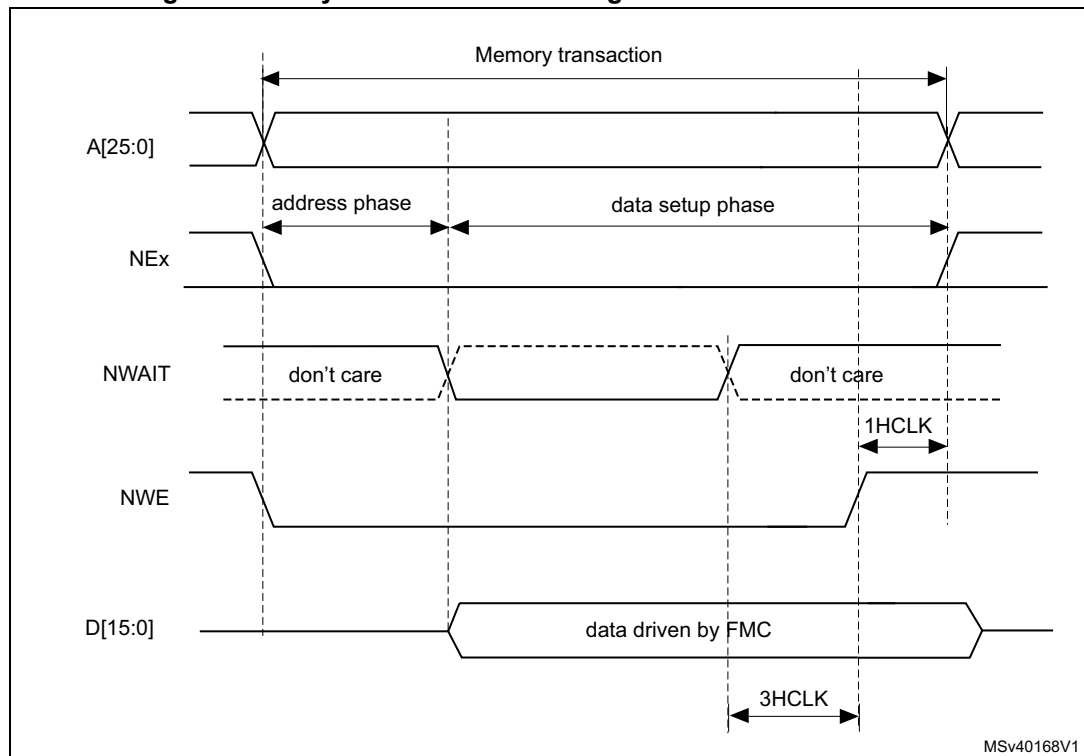 Memory transaction
A[25:0]
address phase
data setup phase
NEx
NWAIT
don't care
don't care
1HCLK
NWE
D[15:0]
data driven by FMC
3HCLK
MSv40168V1